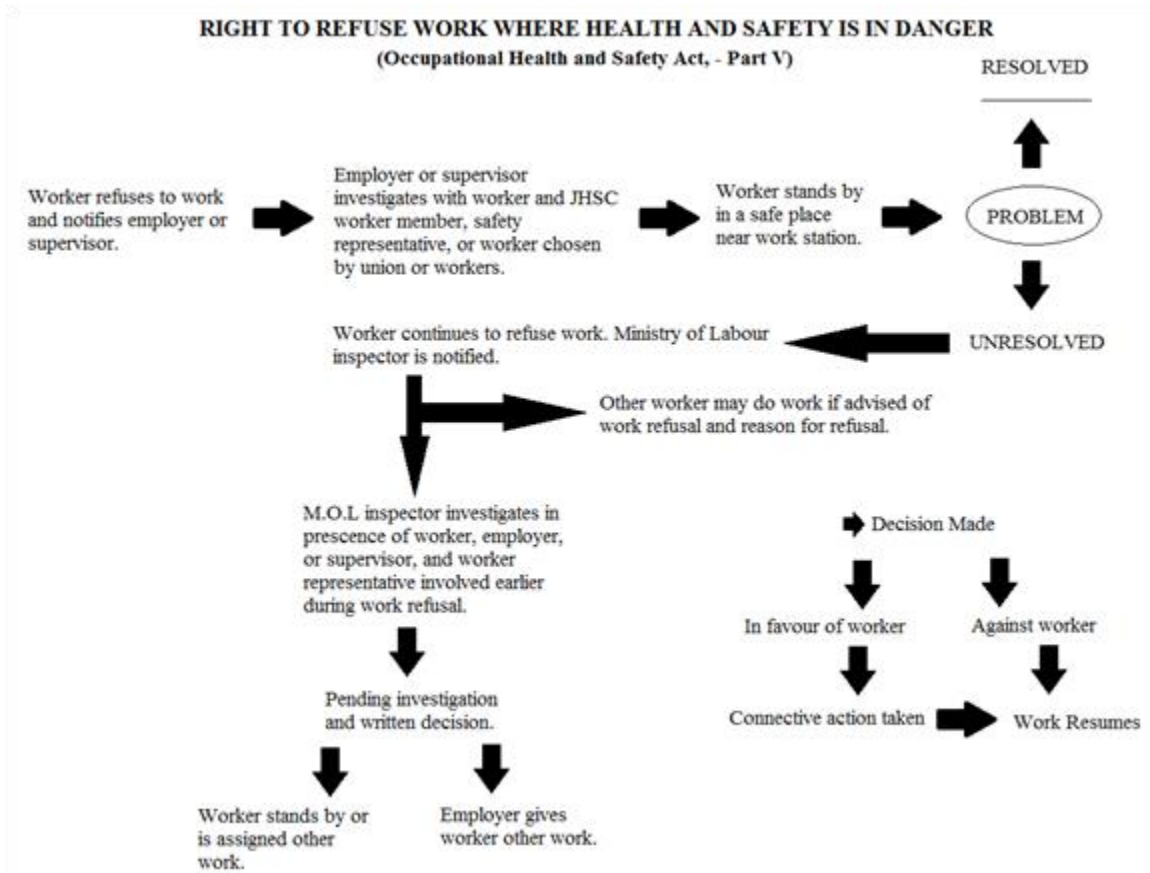 RIGHT TO REFUSE WORK WHERE HEALTH AND SAFETY IS IN DANGER
(Occupational Health and Safety Act, - Part V)
RESOLVED
Worker refuses to work
and notifies employer or
supervisor.
Employer or supervisor
investigates with worker and JHSC
worker member, safety
representative, or worker chosen
by union or workers.
Worker stands by
in a safe place
near work station.
PROBLEM
UNRESOLVED
Worker continues to refuse work. Ministry of Labour
inspector is notified.
Other worker may do work if advised of
work refusal and reason for refusal.
M.O.L inspector investigates in
prescence of worker, employer,
or supervisor, and worker
representative involved earlier
during work refusal.
Pending investigation
and written decision.
Worker stands by or
is assigned other
work.
Employer gives
worker other work.
Decision Made
In favour of worker
Against worker
Connective action taken
Work Resumes